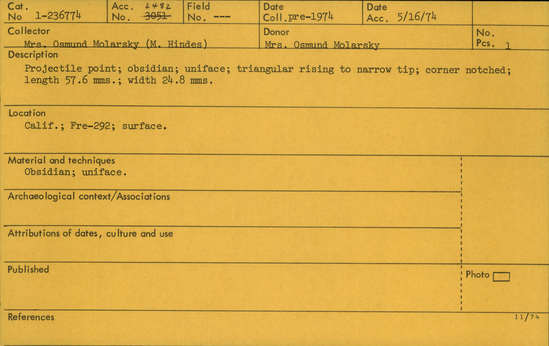 Cat. No 1-236774 Acc. No. 2482 3051 Field No. --- Date Coll. pre-1974 Date Acc. 5/16/74
Collector Mrs. Osmund Molarsky (M. Hindes) Donor Mrs. Osmund Molarsky No. Pcs. 1
Description
Projectile point; obsidian; uniface; triangular rising to narrow tip; corner notched;
length 57.6 mms.; width 24.8 mms.
Location
Calif.; Fre-292; surface.
Material and techniques
Obsidian; uniface.
Archaeological context/Associations
Attributions of dates, culture and use
Published
Photo
References
11/74